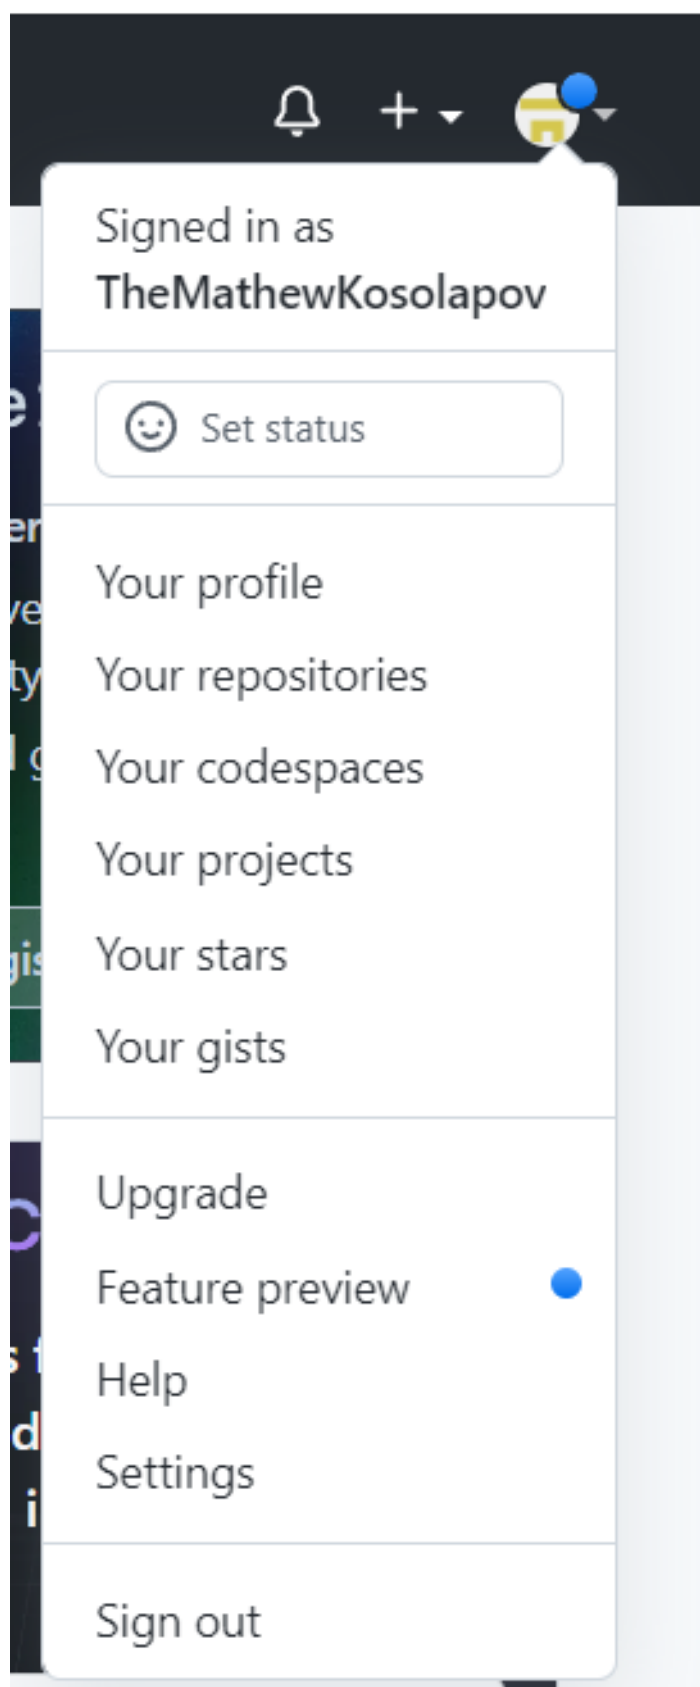 Signed in as
TheMathewKosolapov
Set status
Your profile
Your repositories
Your codespaces
Your projects
Your stars
Your gists
Upgrade
Feature preview
Help
Settings
Sign out